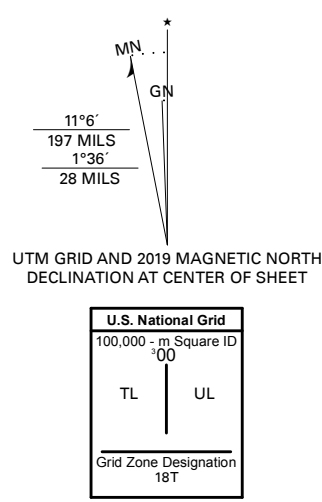 ★
MN
GN
11°6´
197 MILS
1°36´
28 MILS
UTM GRID AND 2019 MAGNETIC NORTH
DECLINATION AT CENTER OF SHEET
U.S. National Grid
100,000 - m Square ID
³00
TL UL
Grid Zone Designation
18T